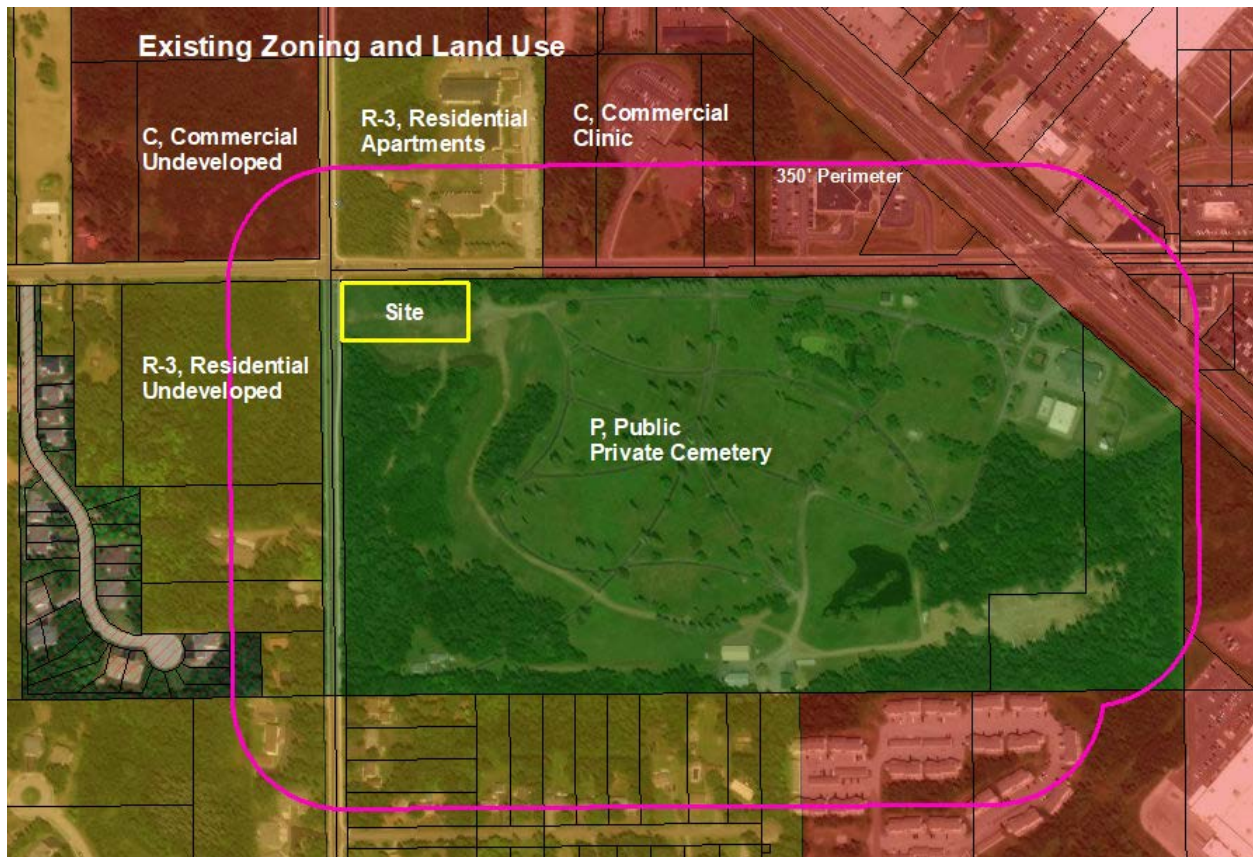 Existing Zoning and Land Use
C, Commercial
Undeveloped
R-3, Residential
Apartments
C, Commercial
Clinic
350' Perimeter
Site
R-3, Residential
Undeveloped
P, Public
Private Cemetery